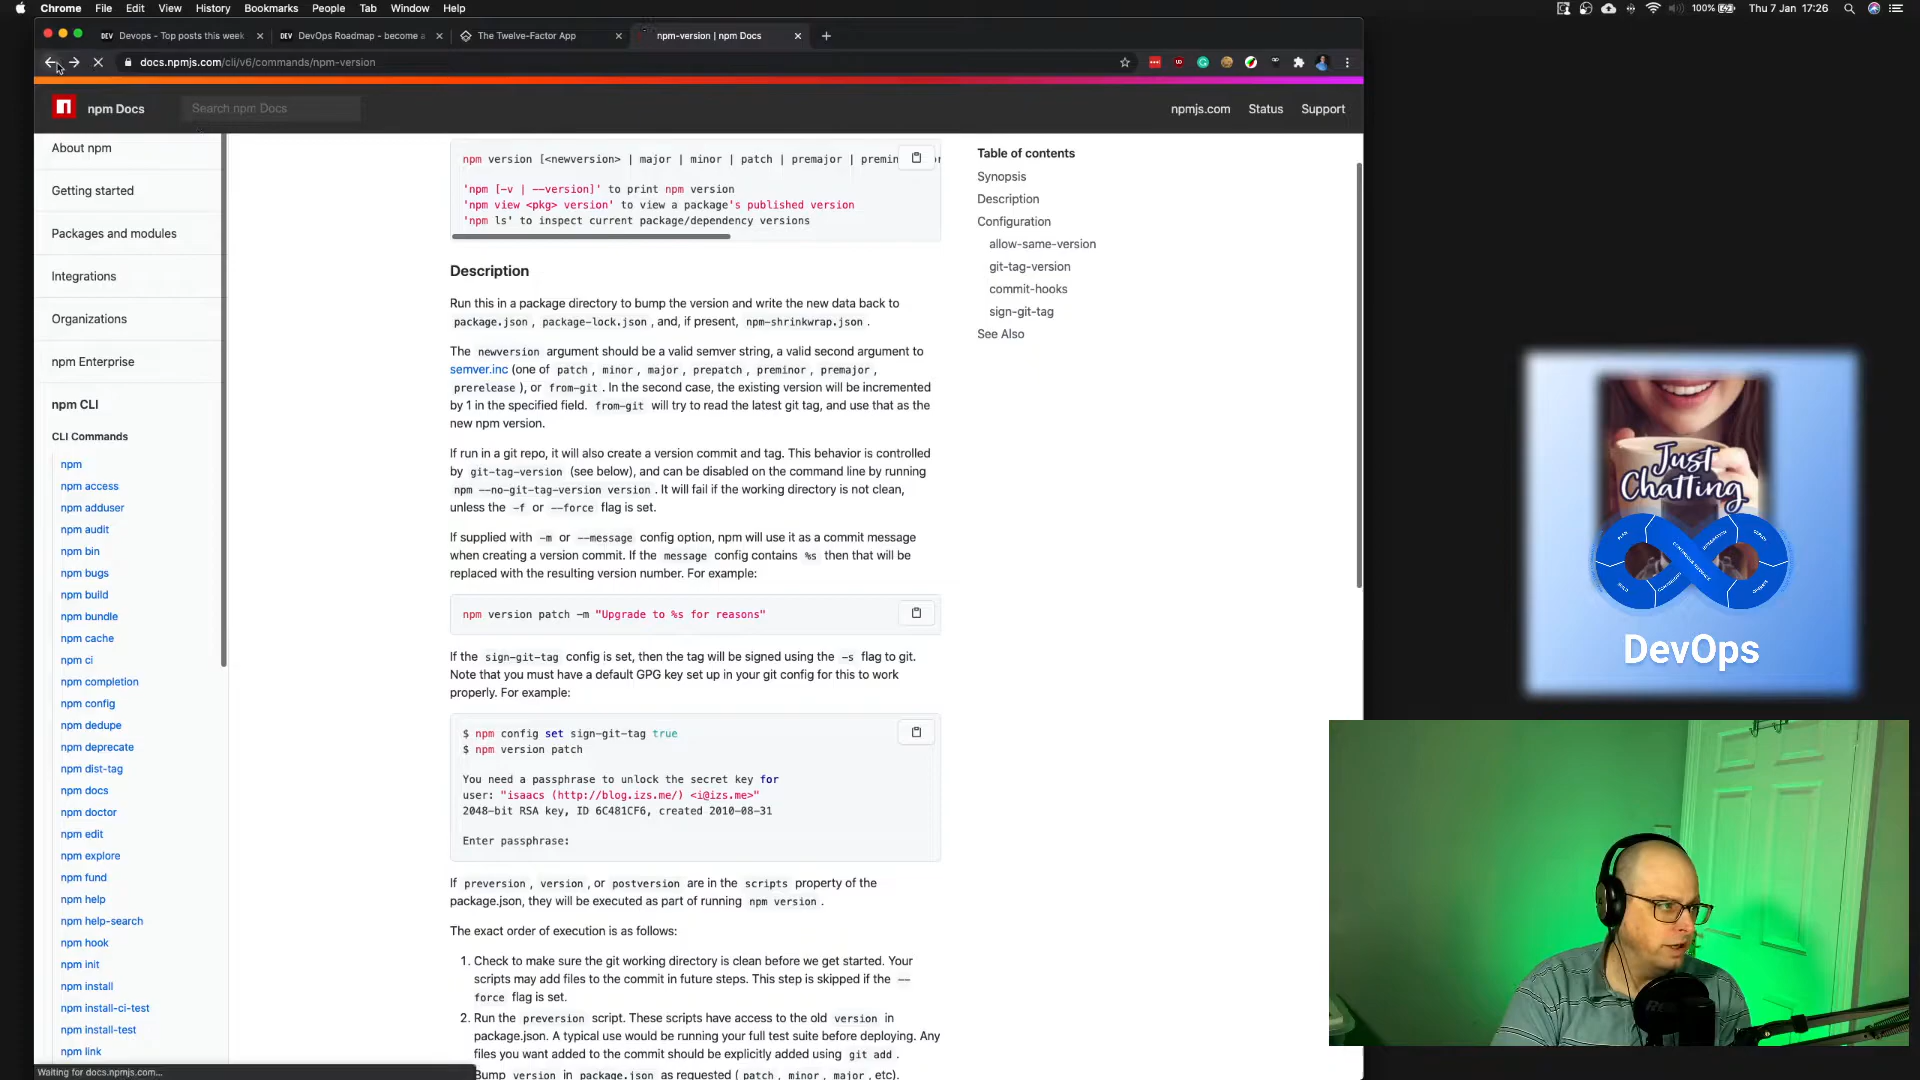 Chrome File Edit View History Bookmarks People Tab Window Help 100% Thu 7 Jan 17:26
Devops - Top posts this week DevOps Roadmap - become a The Twelve-Factor App npm-version | npm Docs
docs.npmjs.com/cli/v6/commands/npm-version
npm Docs Search npm Docs npmjs.com Status Support
About npm
Getting started
Packages and modules
Integrations
Organizations
npm Enterprise
npm CLI
CLI Commands
npm
npm access
npm adduser
npm audit
npm bin
npm bugs
npm build
npm bundle
npm cache
npm ci
npm completion
npm config
npm dedupe
npm deprecate
npm dist-tag
npm docs
npm doctor
npm edit
npm explore
npm fund
npm help
npm help-search
npm hook
npm init
npm install
npm install-ci-test
npm install-test
npm link
Waiting for docs.npmjs.com...
npm version [<newversion> | major | minor | patch | premajor |
'npm [-v | --version]' to print npm version
'npm view <pkg> version' to view a package's published version
'npm ls' to inspect current package/dependency versions
Description
Run this in a package directory to bump the version and write the new data back to
package.json, package-lock.json, and, if present, npm-shrinkwrap.json.
The newversion argument should be a valid semver string, a valid second argument to
semver.inc (one of patch, minor, major, prepatch, preminor, premajor,
prerelease), or from-git. In the second case, the existing version will be incremented
by 1 in the specified field. from-git will try to read the latest git tag, and use that as the
new npm version.
If run in a git repo, it will also create a version commit and tag. This behavior is controlled
by git-tag-version (see below), and can be disabled on the command line by running
npm --no-git-tag-version version. It will fail if the working directory is not clean,
unless the -f or --force flag is set.
If supplied with -m or --message config option, npm will use it as a commit message
when creating a version commit. If the message config contains %s then that will be
replaced with the resulting version number. For example:
npm version patch -m "Upgrade to %s for reasons"
If the sign-git-tag config is set, then the tag will be signed using the -s flag to git.
Note that you must have a default GPG key set up in your git config for this to work
properly. For example:
$ npm config set sign-git-tag true
$ npm version patch
You need a passphrase to unlock the secret key for
user: "isaacs (http://blog.izs.me/) <i@izs.me>"
2048-bit RSA key, ID 6C481CF6, created 2010-08-31
Enter passphrase:
If preversion, version, or postversion are in the scripts property of the
package.json, they will be executed as part of running npm version.
The exact order of execution is as follows:
1. Check to make sure the git working directory is clean before we get started. Your
scripts may add files to the commit in future steps. This step is skipped if the --
force flag is set.
2. Run the preversion script. These scripts have access to the old version in
package.json. A typical use would be running your full test suite before deploying. Any
files you want added to the commit should be explicitly added using git add.
Bump version in package.json as requested (patch, minor, major, etc).
Table of contents
Synopsis
Description
Configuration
allow-same-version
git-tag-version
commit-hooks
sign-git-tag
See Also
Just
Chatting
DevOps